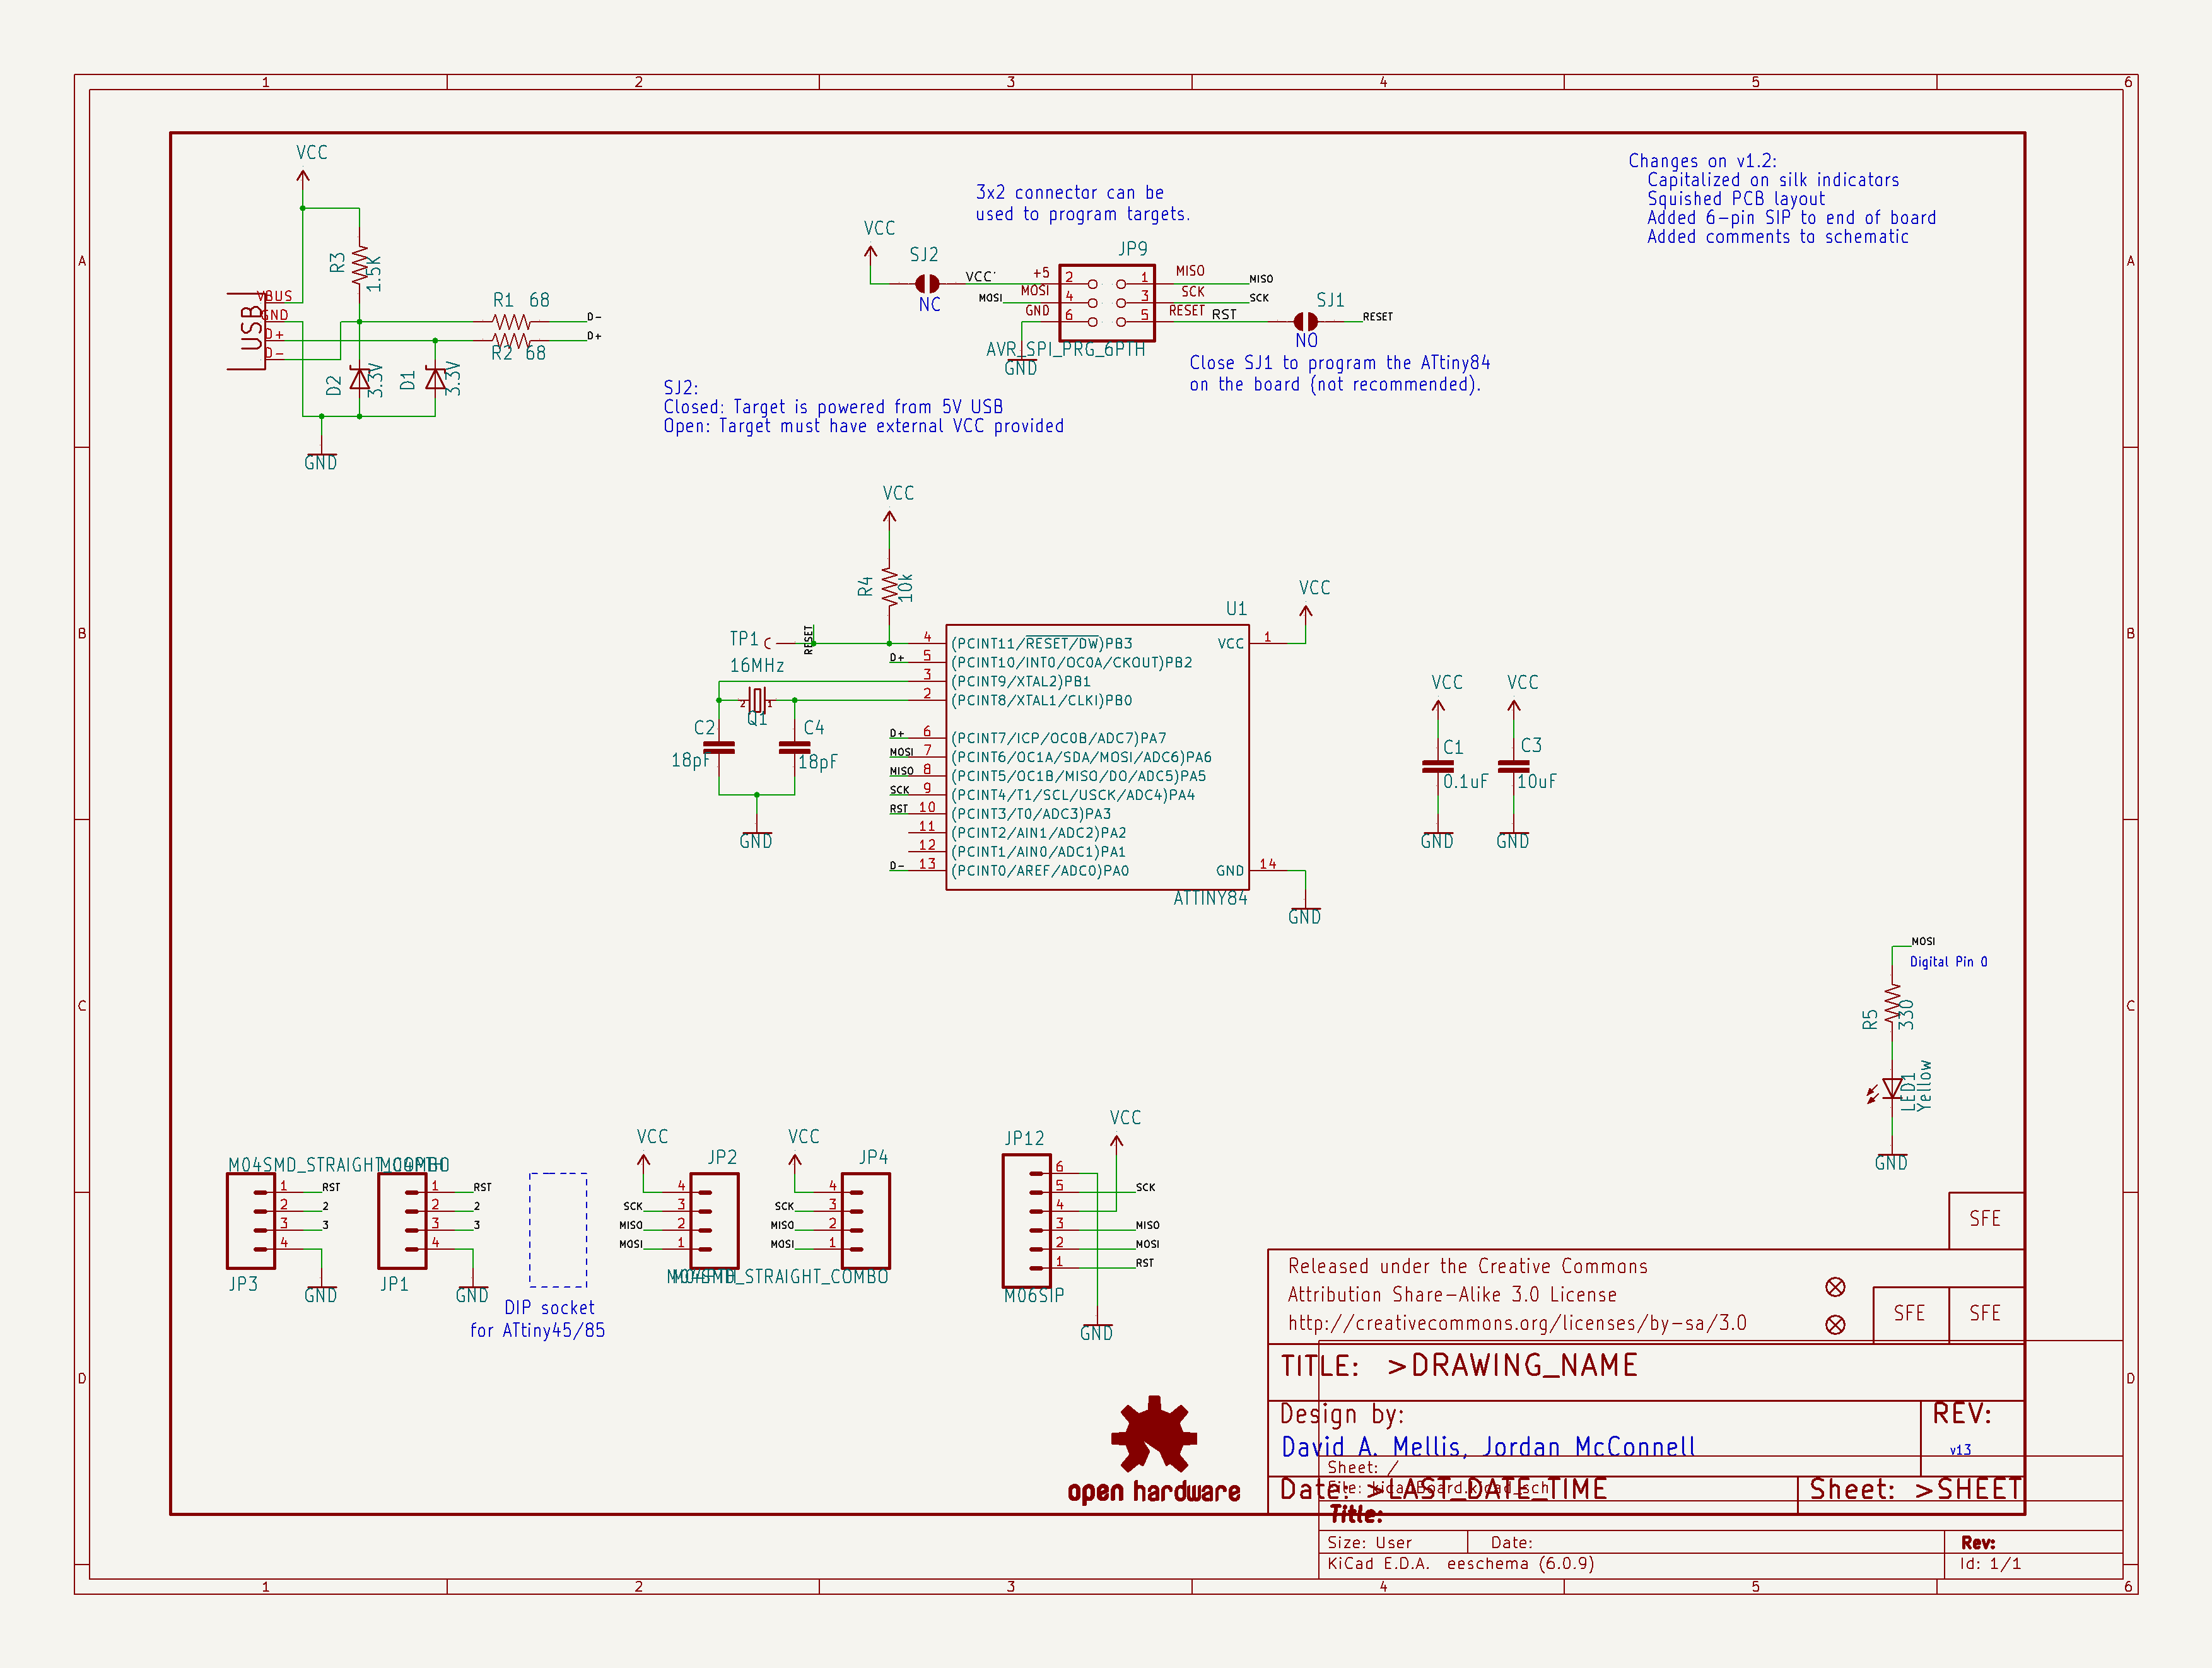 1 2 3 4 5 6
A
B
C
D
VCC
R3
1.5K
USB
VBUS
GND
D+
D-
R1 68
R2 68
D-
D+
D2
3.3V
D1
3.3V
GND
3x2 connector can be
used to program targets.
VCC
SJ2
NC
VCC'
JP9
+5
MOSI
GND
MOSI
2
4
6
1
3
5
MISO
SCK
RESET
MISO
SCK
RST
SJ1
NO
RESET
AVR_SPI_PRG_6PTH
GND
Close SJ1 to program the ATtiny84
on the board (not recommended).
SJ2:
Closed: Target is powered from 5V USB
Open: Target must have external VCC provided
Changes on v1.2:
Capitalized on silk indicators
Squished PCB layout
Added 6-pin SIP to end of board
Added comments to schematic
VCC
R4
10k
TP1
RESET
16MHz
2
1
Q1
C2
18pF
C4
18pF
GND
U1
4 (PCINT11/RESET/DW)PB3
D+ 5 (PCINT10/INT0/OC0A/CKOUT)PB2
3 (PCINT9/XTAL2)PB1
2 (PCINT8/XTAL1/CLKI)PB0
D+ 6 (PCINT7/ICP/OC0B/ADC7)PA7
MOSI 7 (PCINT6/OC1A/SDA/MOSI/ADC6)PA6
MISO 8 (PCINT5/OC1B/MISO/DO/ADC5)PA5
SCK 9 (PCINT4/T1/SCL/USCK/ADC4)PA4
RST 10 (PCINT3/T0/ADC3)PA3
11 (PCINT2/AIN1/ADC2)PA2
12 (PCINT1/AIN0/ADC1)PA1
D- 13 (PCINT0/AREF/ADC0)PA0
VCC 1
VCC
GND 14
GND
ATTINY84
VCC
C1
0.1uF
GND
VCC
C3
10uF
GND
MOSI
Digital Pin 0
R5
330
LED1
Yellow
GND
M04SMD_STRAIGHT_COMBO
M04PTH
1 RST
2 2
3 3
4
JP3
GND
1 RST
2 2
3 3
4
JP1
GND
DIP socket
for ATtiny45/85
VCC
JP2
4
SCK 3
MISO 2
MOSI 1
M04PTH
VCC
JP4
4
SCK 3
MISO 2
MOSI 1
M04SMD_STRAIGHT_COMBO
JP12
VCC
6
5 SCK
4
3 MISO
2 MOSI
1 RST
M06SIP
GND
open hardware
SFE
SFE
SFE
Released under the Creative Commons
Attribution Share-Alike 3.0 License
http://creativecommons.org/licenses/by-sa/3.0
TITLE: >DRAWING_NAME
Design by:
David A. Mellis, Jordan McConnell
REV:
v13
Date: >LAST_DATE_TIME
Sheet: >SHEET
Sheet: /
File: kicadBoard.kicad_sch
Title:
Size: User
Date:
Rev:
KiCad E.D.A. eeschema (6.0.9)
Id: 1/1
A
B
C
D
1 2 3 4 5 6